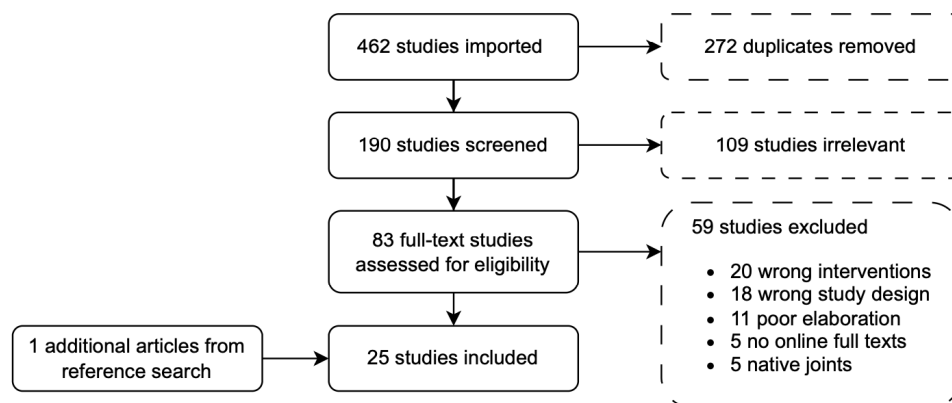 462 studies imported
272 duplicates removed
190 studies screened
109 studies irrelevant
83 full-text studies
assessed for eligibility
59 studies excluded
• 20 wrong interventions
• 18 wrong study design
• 11 poor elaboration
• 5 no online full texts
• 5 native joints
1 additional articles from
reference search
25 studies included